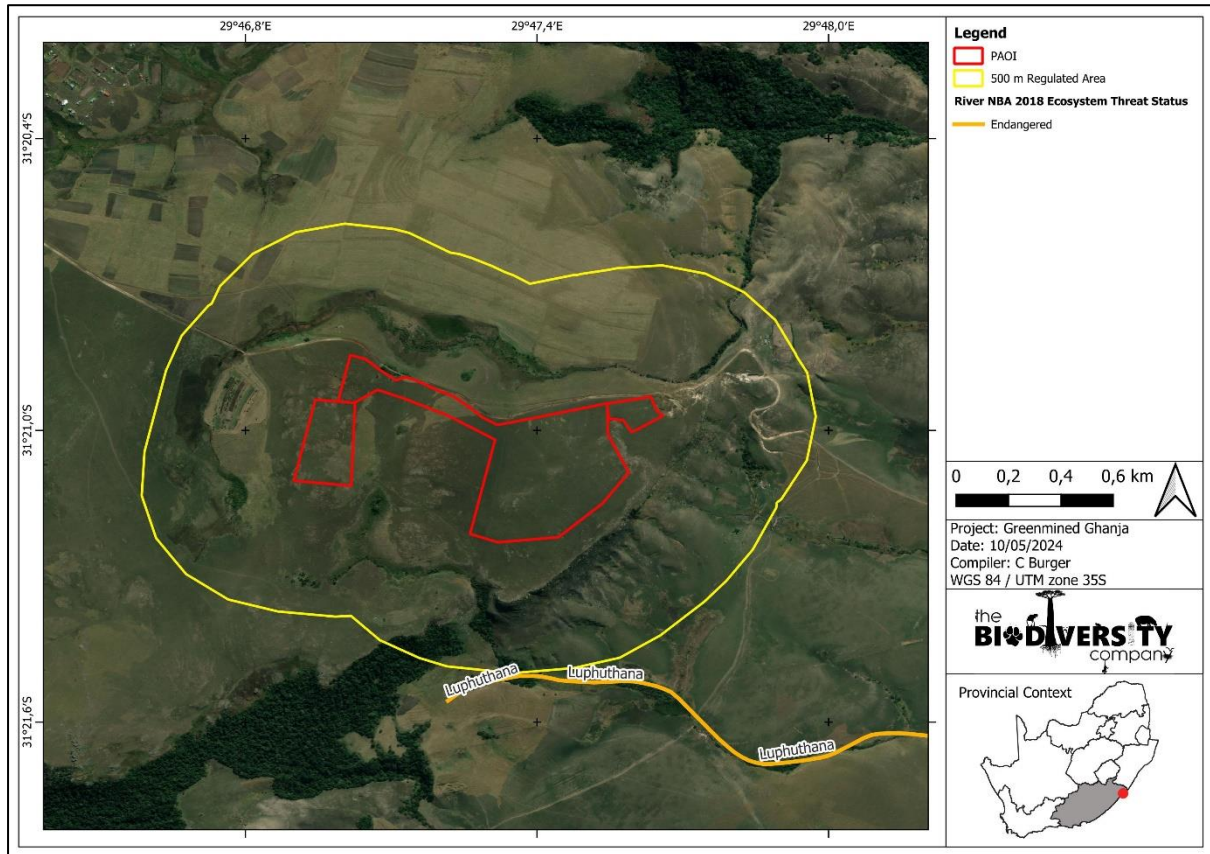 29°46,8'E
29°47,4'E
29°48,0'E
31°20,4'S
31°21,0'S
31°21,6'S
Luphuthana
Luphuthana
Luphuthana
Legend
PAOI
500 m Regulated Area
River NBA 2018 Ecosystem Threat Status
Endangered
0 0,2 0,4 0,6 km
Project: Greenmined Ghanja
Date: 10/05/2024
Compiler: C Burger
WGS 84 / UTM zone 35S
the
BIODIVERSITY
company
Provincial Context